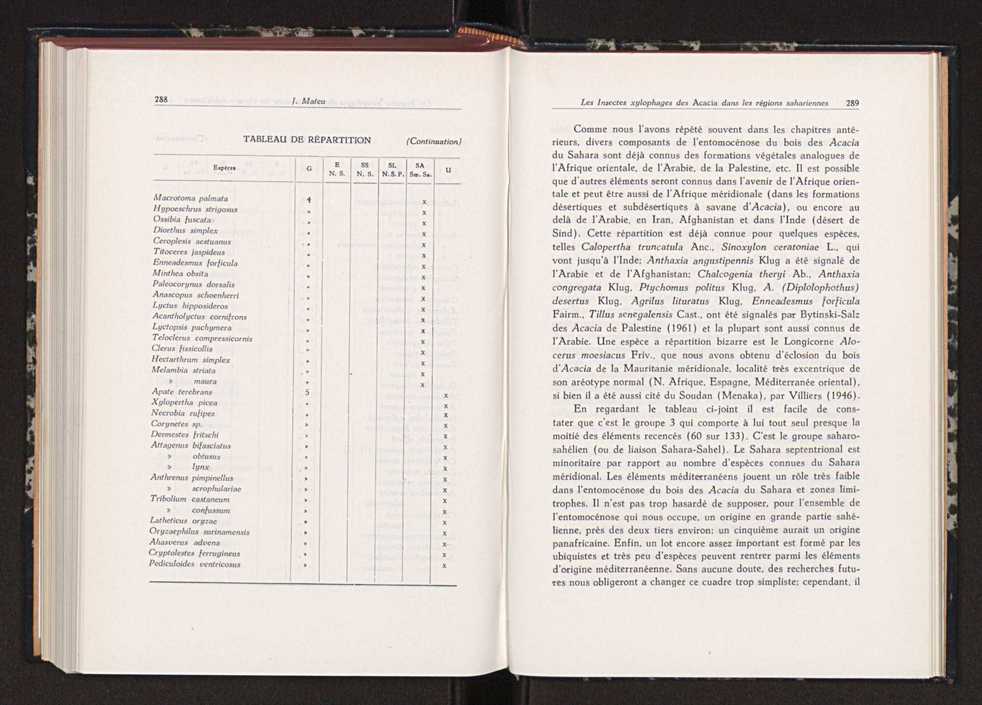 288
J. Mateu
TABLEAU DE RÉPARTITION (Continuation)
Espèces G E N. S. SS N. S. SL N. S. P. SA Sm. Sa. U
Macrotoma palmata 4 x
Hypoeschrus strigosus » x
Ossibia fuscata » x
Diorthus simplex » x
Ceroplesis aestuanus » x
Titoceres jaspideus » x
Enneadesmus forficula » x
Minthea obsita » x
Paleocorynus dorsalis » x
Anascopus schoenherri » x
Lyctus hipposideros » x
Acantholyctus cornifrons » x
Lyctopsis pachymera » x
Teloclerus compressicornis » x
Clerus fissicollis » x
Hectarthrum simplex » x
Melambia striata » x
» maura » x
Apate terebrans 5 x
Xylopertha picea » x
Necrobia rufipes » x
Corynetes sp. » x
Dermestes fritschi » x
Attagenus bifasciatus » x
» obtusus » x
» lynx » x
Anthrenus pimpinellus » x
» scrophulariae » x
Tribolium castaneum » x
» confussum » x
Latheticus oryzae » x
Oryzaephilus surinamensis » x
Ahasverus advena » x
Cryptolestes ferrugineus » x
Pediculoides ventricosus » x
Les Insectes xylophages des Acacia dans les régions sahariennes 289
Comme nous l'avons répété souvent dans les chapitres anté-
rieurs, divers composants de l'entomocénose du bois des Acacia
du Sahara sont déjà connus des formations végétales analogues de
l'Afrique orientale, de l'Arabie, de la Palestine, etc. Il est possible
que d'autres éléments seront connus dans l'avenir de l'Afrique orien-
tale et peut être aussi de l'Afrique méridionale (dans les formations
désertiques et subdésertiques à savane d'Acacia), ou encore au
delà de l'Arabie, en Iran, Afghanistan et dans l'Inde (désert de
Sind). Cette répartition est déjà connue pour quelques espèces,
telles Calopertha truncatula Anc., Sinoxylon ceratoniae L., qui
vont jusqu'à l'Inde; Anthaxia angustipennis Klug a été signalé de
l'Arabie et de l'Afghanistan; Chalcogenia theryi Ab., Anthaxia
congregata Klug, Ptychomus politus Klug, A. (Diplolophothus)
desertus Klug, Agrilus lituratus Klug, Enneadesmus forficula
Fairm., Tillus senegalensis Cast., ont été signalés par Bytinski-Salz
des Acacia de Palestine (1961) et la plupart sont aussi connus de
l'Arabie. Une espèce a répartition bizarre est le Longicorne Alo-
cerus moesiacus Friv., que nous avons obtenu d'éclosion du bois
d'Acacia de la Mauritanie méridionale, localité très excentrique de
son aréotype normal (N. Afrique, Espagne, Méditerranée oriental),
si bien il a été aussi cité du Soudan (Menaka), par Villiers (1946).
En regardant le tableau ci-joint il est facile de cons-
tater que c'est le groupe 3 qui comporte à lui tout seul presque la
moitié des éléments recencés (60 sur 133). C'est le groupe saharo-
sahélien (ou de liaison Sahara-Sahel). Le Sahara septentrional est
minoritaire par rapport au nombre d'espèces connues du Sahara
méridional. Les éléments méditerranéens jouent un rôle très faible
dans l'entomocénose du bois des Acacia du Sahara et zones limi-
trophes. Il n'est pas trop hasardé de supposer, pour l'ensemble de
l'entomocénose qui nous occupe, un origine en grande partie sahé-
lienne, près des deux tiers environ; un cinquième aurait un origine
panafricaine. Enfin, un lot encore assez important est formé par les
ubiquistes et très peu d'espèces peuvent rentrer parmi les éléments
d'origine méditerranéenne. Sans aucune doute, des recherches futu-
res nous obligeront a changer ce cuadre trop simpliste; cependant, il